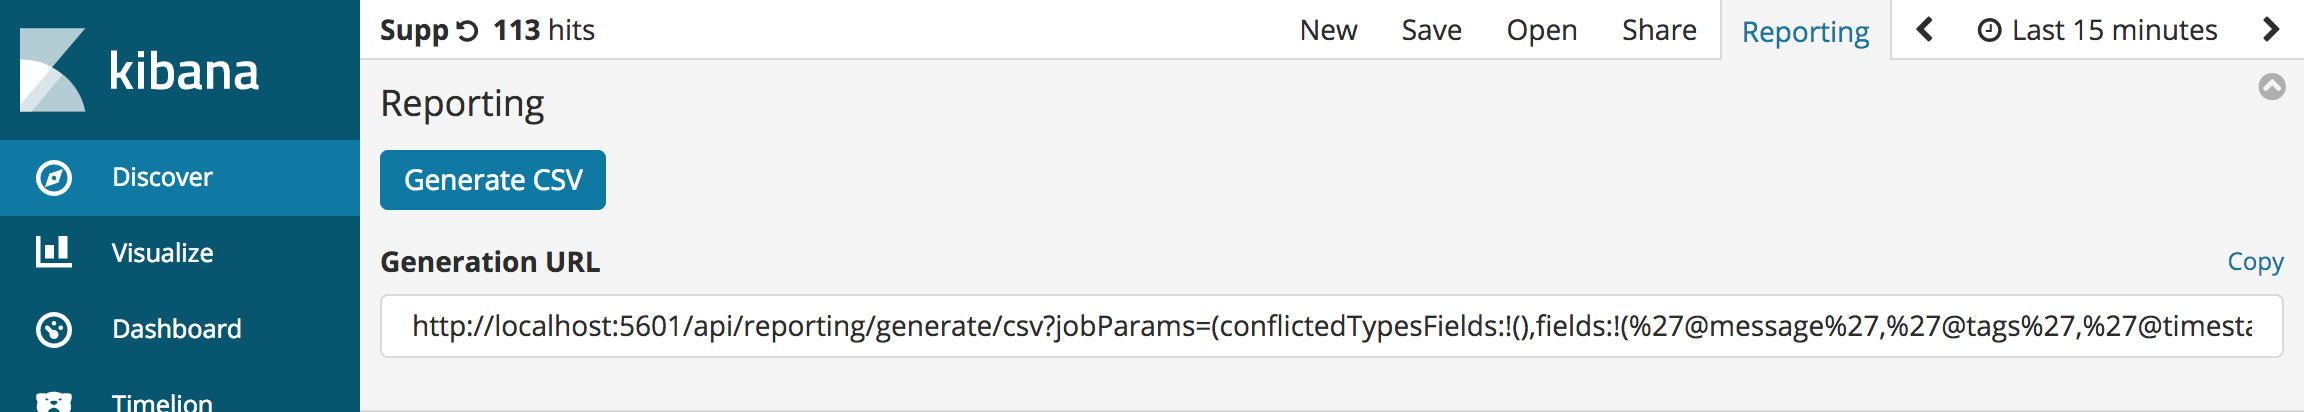 kibana
Discover
Visualize
Dashboard
Timelion
Supp 113 hits
New Save Open Share Reporting Last 15 minutes
Reporting
Generate CSV
Generation URL Copy
http://localhost:5601/api/reporting/generate/csv?jobParams=(conflictedTypesFields:!(),fields:!(%27@message%27,%27@tags%27,%27@timesta